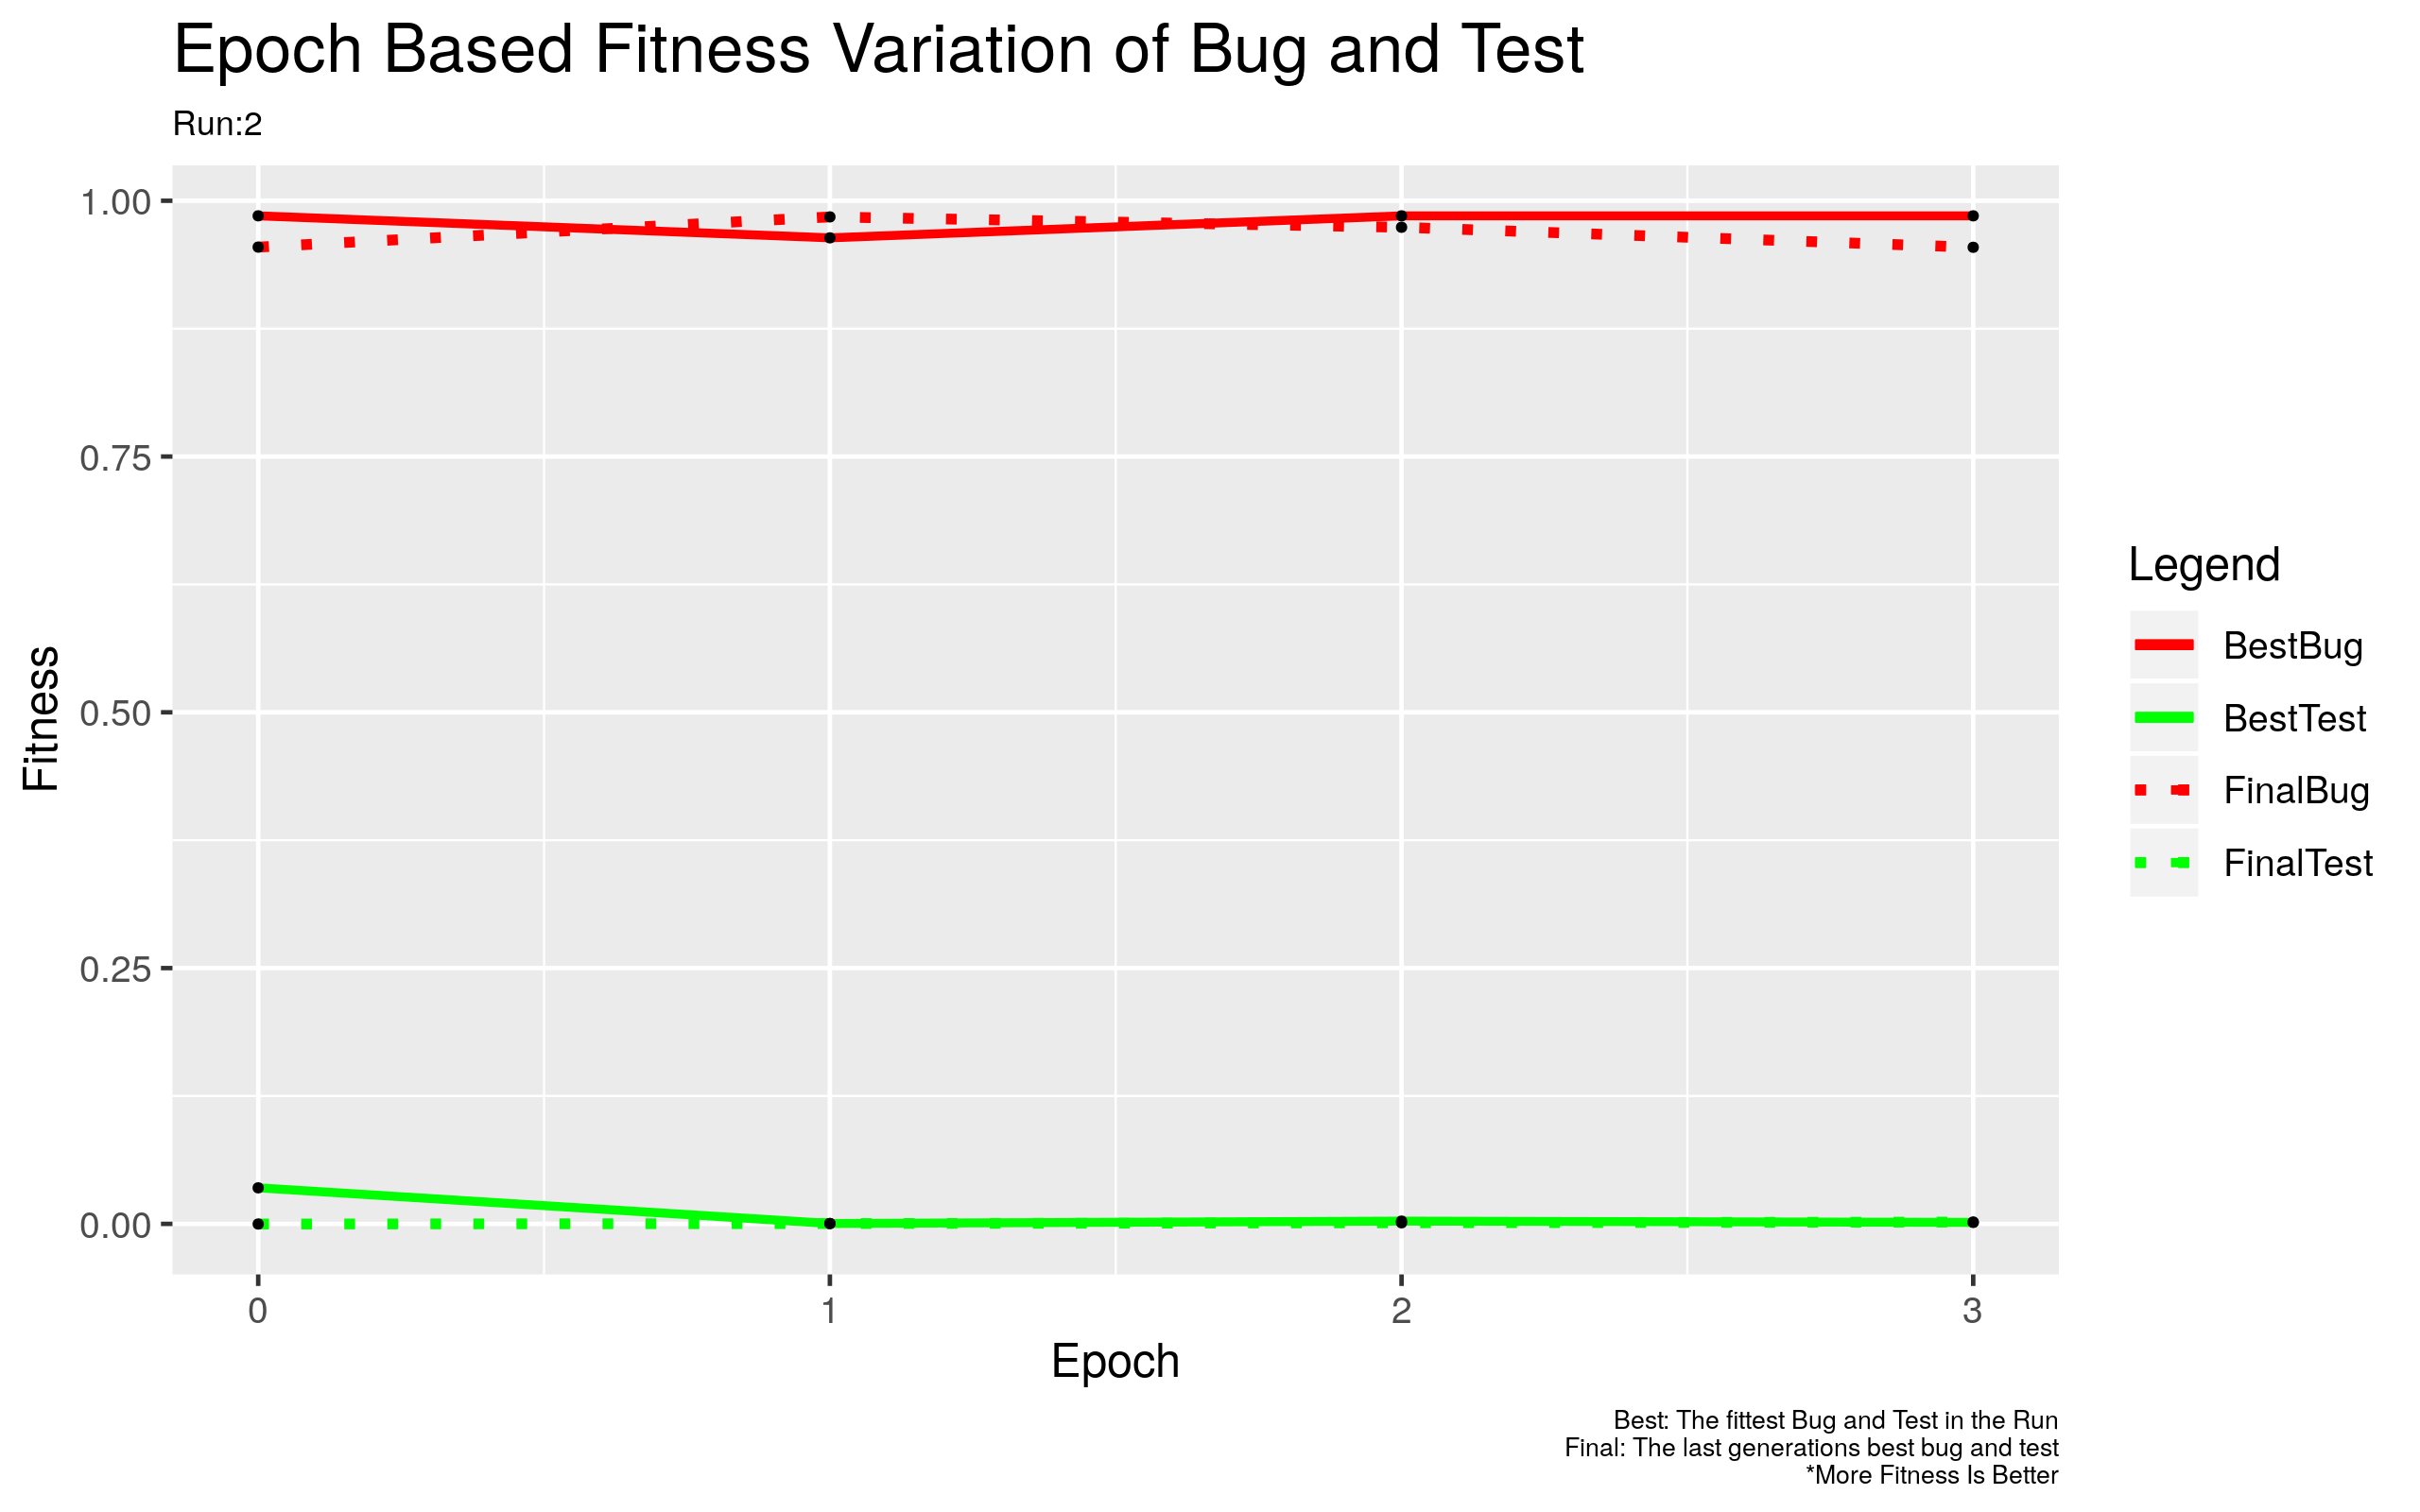 Epoch Based Fitness Variation of Bug and Test
Run:2
1.00
0.75
0.50
0.25
0.00
Fitness
0
1
2
3
Epoch
Legend
BestBug
BestTest
FinalBug
FinalTest
Best: The fittest Bug and Test in the Run
Final: The last generations best bug and test
*More Fitness Is Better